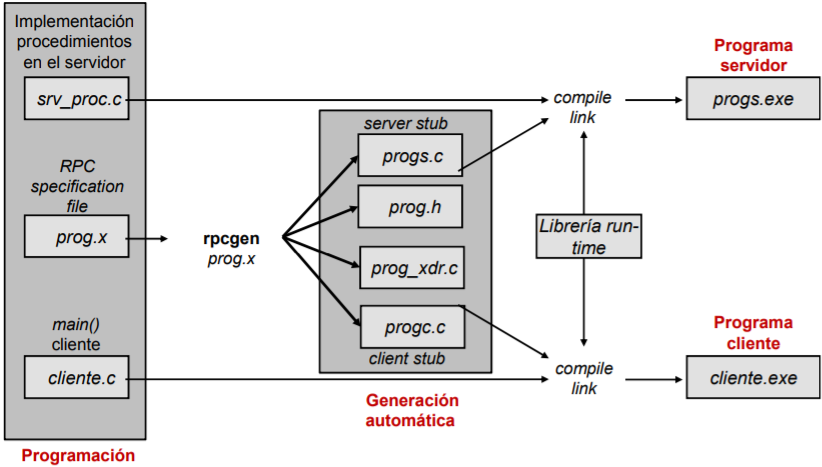 Implementación
procedimientos
en el servidor
srv_proc.c
RPC
specification
file
prog.x
main()
cliente
cliente.c
Programación
rpcgen
prog.x
server stub
progs.c
prog.h
prog_xdr.c
progc.c
client stub
Generación
automática
compile
link
Librería run-
time
compile
link
Programa
servidor
progs.exe
Programa
cliente
cliente.exe